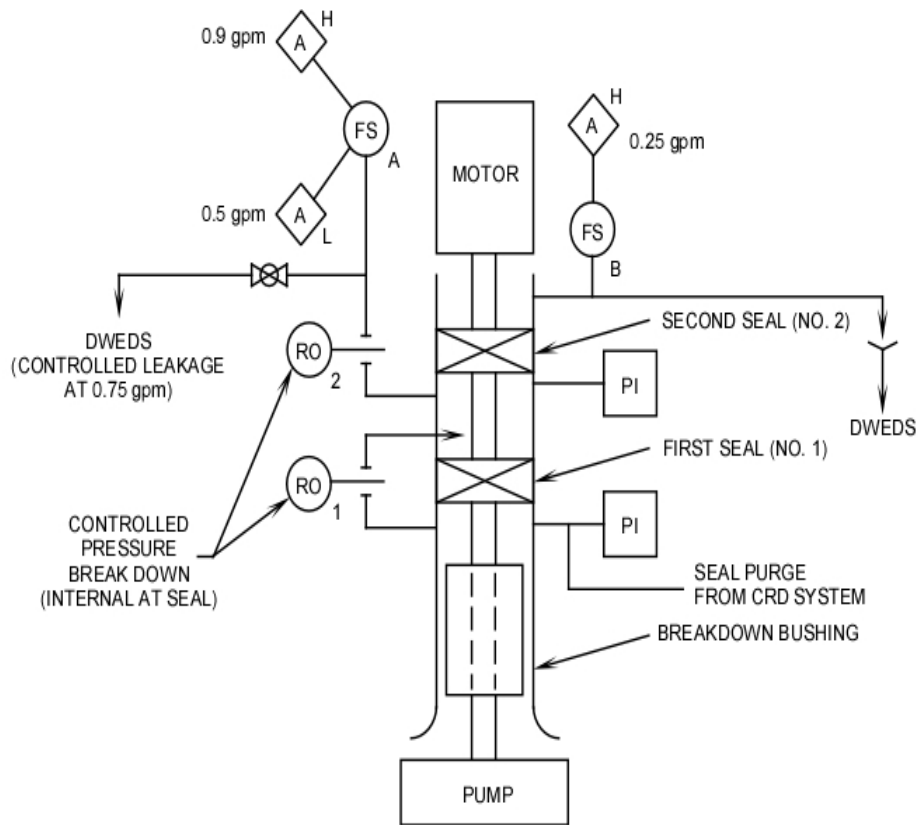 H
0.9 gpm
A
FS
A
0.5 gpm
A
L
MOTOR
H
A
0.25 gpm
FS
B
DWEDS
(CONTROLLED LEAKAGE
AT 0.75 gpm)
RO
2
SECOND SEAL (NO. 2)
PI
DWEDS
RO
1
FIRST SEAL (NO. 1)
PI
CONTROLLED
PRESSURE
BREAK DOWN
(INTERNAL AT SEAL)
SEAL PURGE
FROM CRD SYSTEM
BREAKDOWN BUSHING
PUMP